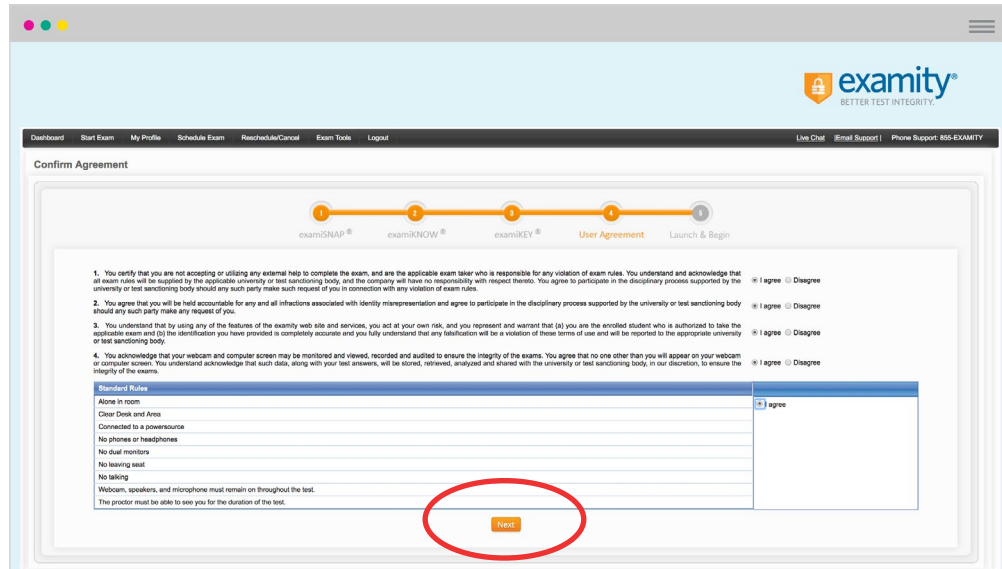 examity®
BETTER TEST INTEGRITY.
Dashboard Start Exam My Profile Schedule Exam Reschedule/Cancel Exam Tools Logout Live Chat |Email Support| Phone Support: 855-EXAMITY
Confirm Agreement
1 2 3 4 5
examiSNAP ® examiKNOW ® examiKEY ® User Agreement Launch & Begin
1. You certify that you are not accepting or utilizing any external help to complete the exam, and are the applicable exam taker who is responsible for any violation of exam rules. You understand and acknowledge that
all exam rules will be supplied by the applicable university or test sanctioning body, and the company will have no responsibility with respect thereto. You agree to participate in the disciplinary process supported by the
university or test sanctioning body should any such party make such request of you in connection with any violation of exam rules.
I agree Disagree
2. You agree that you will be held accountable for any and all infractions associated with identity misrepresentation and agree to participate in the disciplinary process supported by the university or test sanctioning body
should any such party make any request of you.
I agree Disagree
3. You understand that by using any of the features of the examity web site and services, you act at your own risk, and you represent and warrant that (a) you are the enrolled student who is authorized to take the
applicable exam and (b) the identification you have provided is completely accurate and you fully understand that any falsification will be a violation of these terms of use and will be reported to the appropriate university
or test sanctioning body.
I agree Disagree
4. You acknowledge that your webcam and computer screen may be monitored and viewed, recorded and audited to ensure the integrity of the exams. You agree that no one other than you will appear on your webcam
or computer screen. You understand acknowledge that such data, along with your test answers, will be stored, retrieved, analyzed and shared with the university or test sanctioning body, in our discretion, to ensure the
integrity of the exams.
I agree Disagree
Standard Rules
Alone in room
I agree
Clear Desk and Area
Connected to a powersource
No phones or headphones
No dual monitors
No leaving seat
No talking
Webcam, speakers, and microphone must remain on throughout the test.
The proctor must be able to see you for the duration of the test.
Next